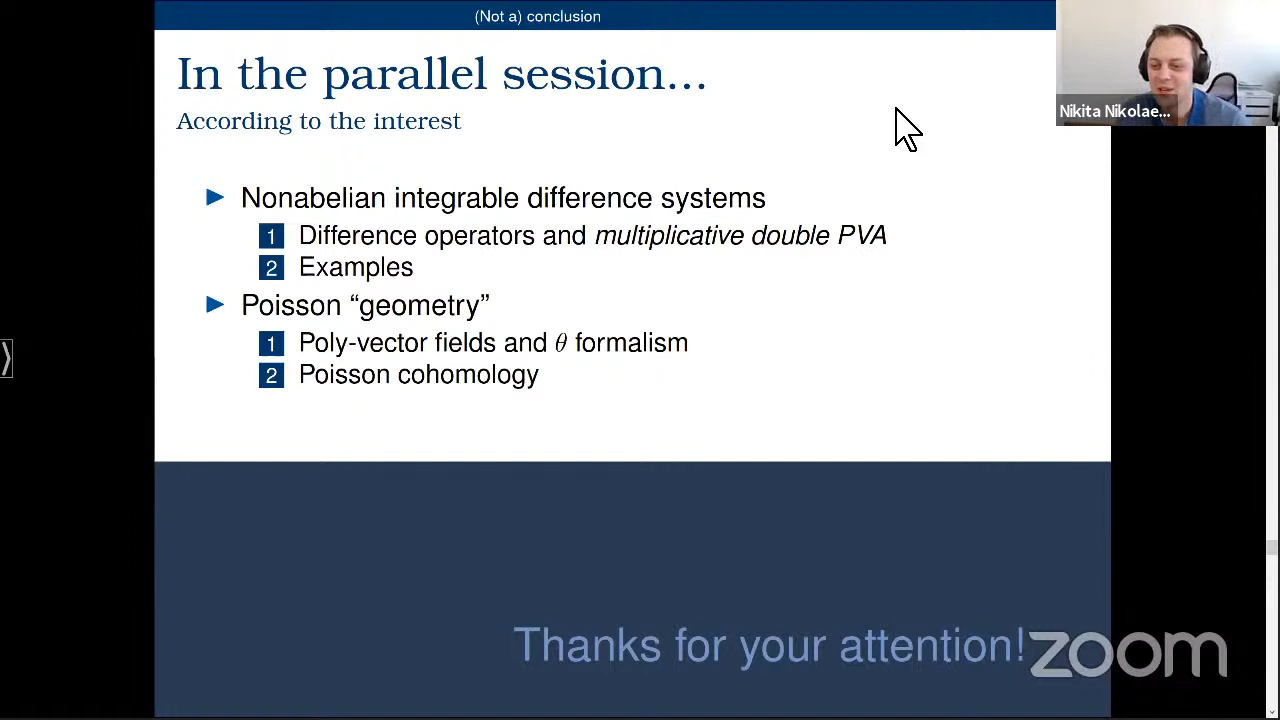 (Not a) conclusion
In the parallel session...
According to the interest
Nikita Nikolae...
Nonabelian integrable difference systems
1 Difference operators and multiplicative double PVA
2 Examples
Poisson “geometry”
1 Poly-vector fields and θ formalism
2 Poisson cohomology
Thanks for your attention!
zoom